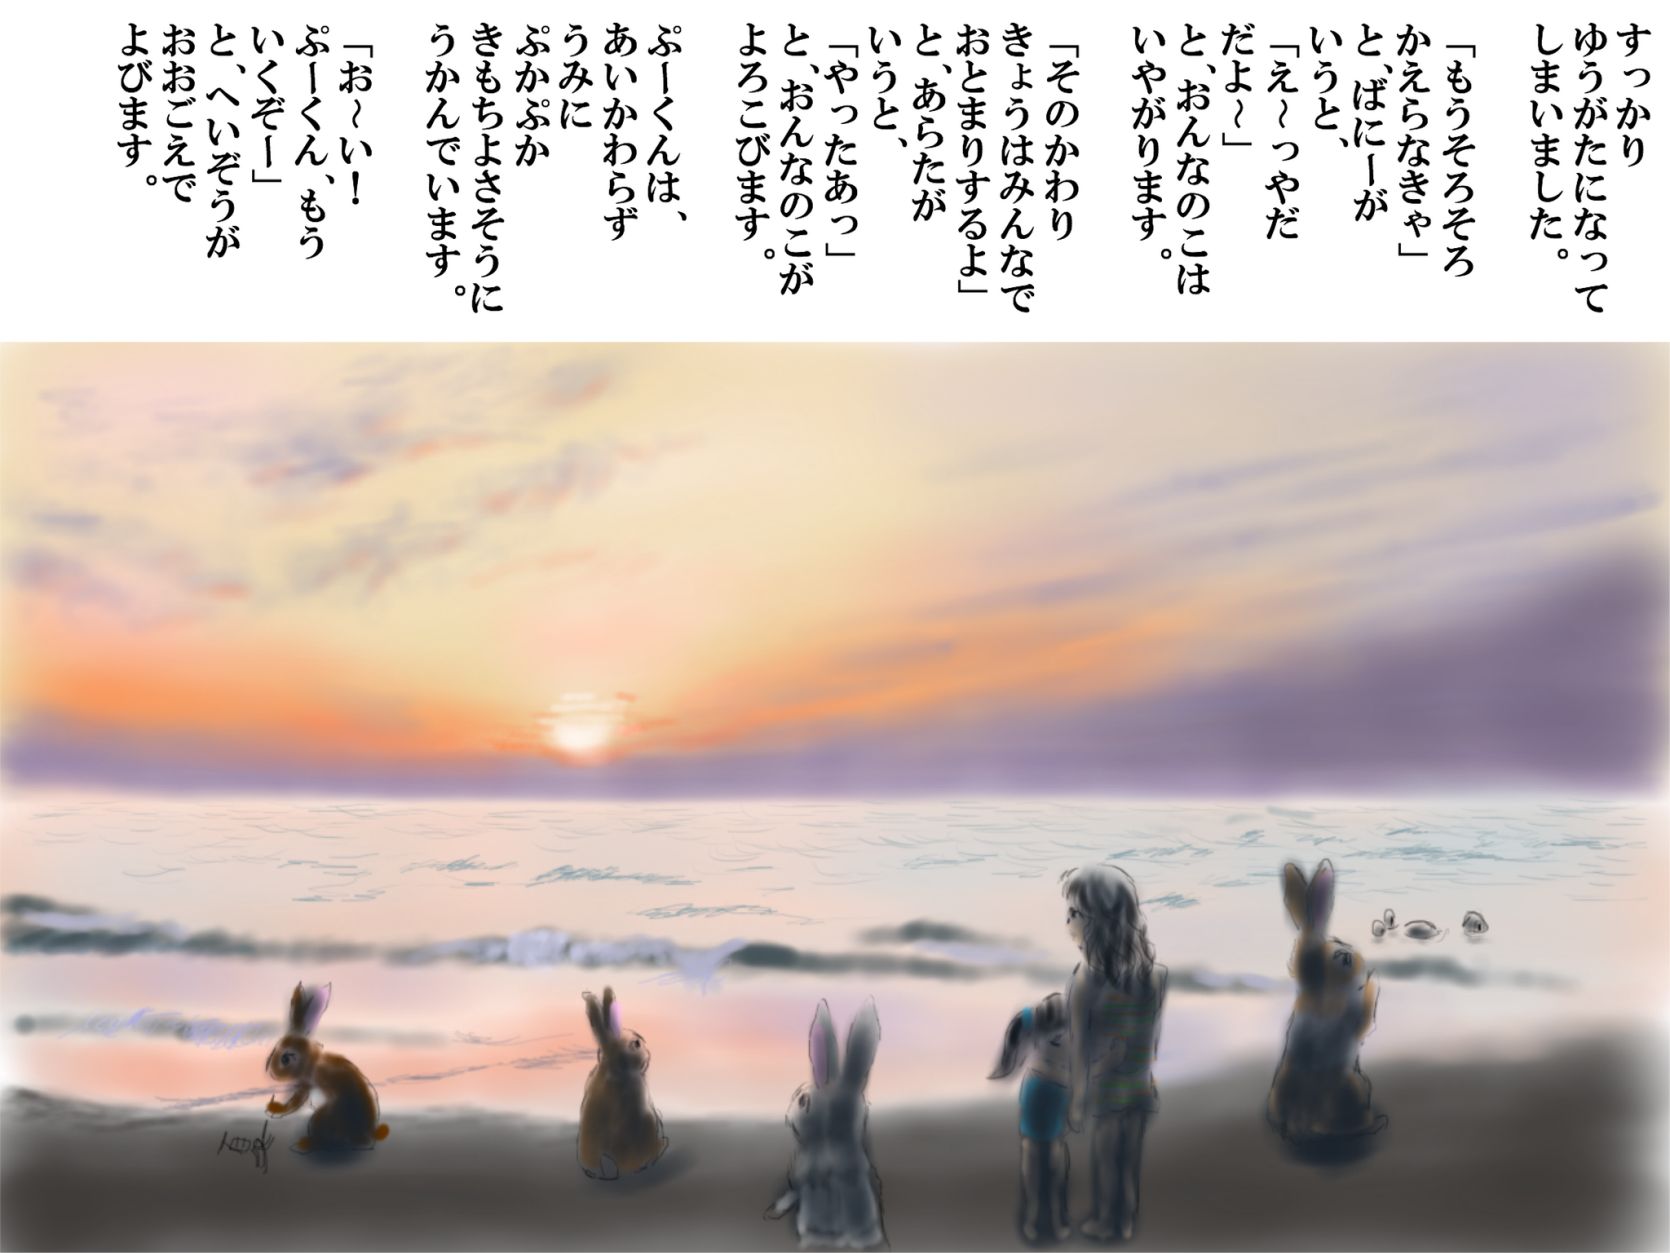 すっかり
ゆうがたになって
しまいました。
「もうそろそろ
かえらなきゃ」
と、ばにーが
いうと、
「え～っやだ
だよ～」
と、おんなのこは
いやがります。
「そのかわり
きょうはみんなで
おとまりするよ」
と、あらたが
いうと、
「やったあっ」
と、おんなのこが
よろこびます。
ぷーくんは、
あいかわらず
うみに
ぷかぷか
きもちよさそうに
うかんでいます。
「お～い！
ぷーくん、もう
いくぞー」
と、へいぞうが
おおごえで
よびます。